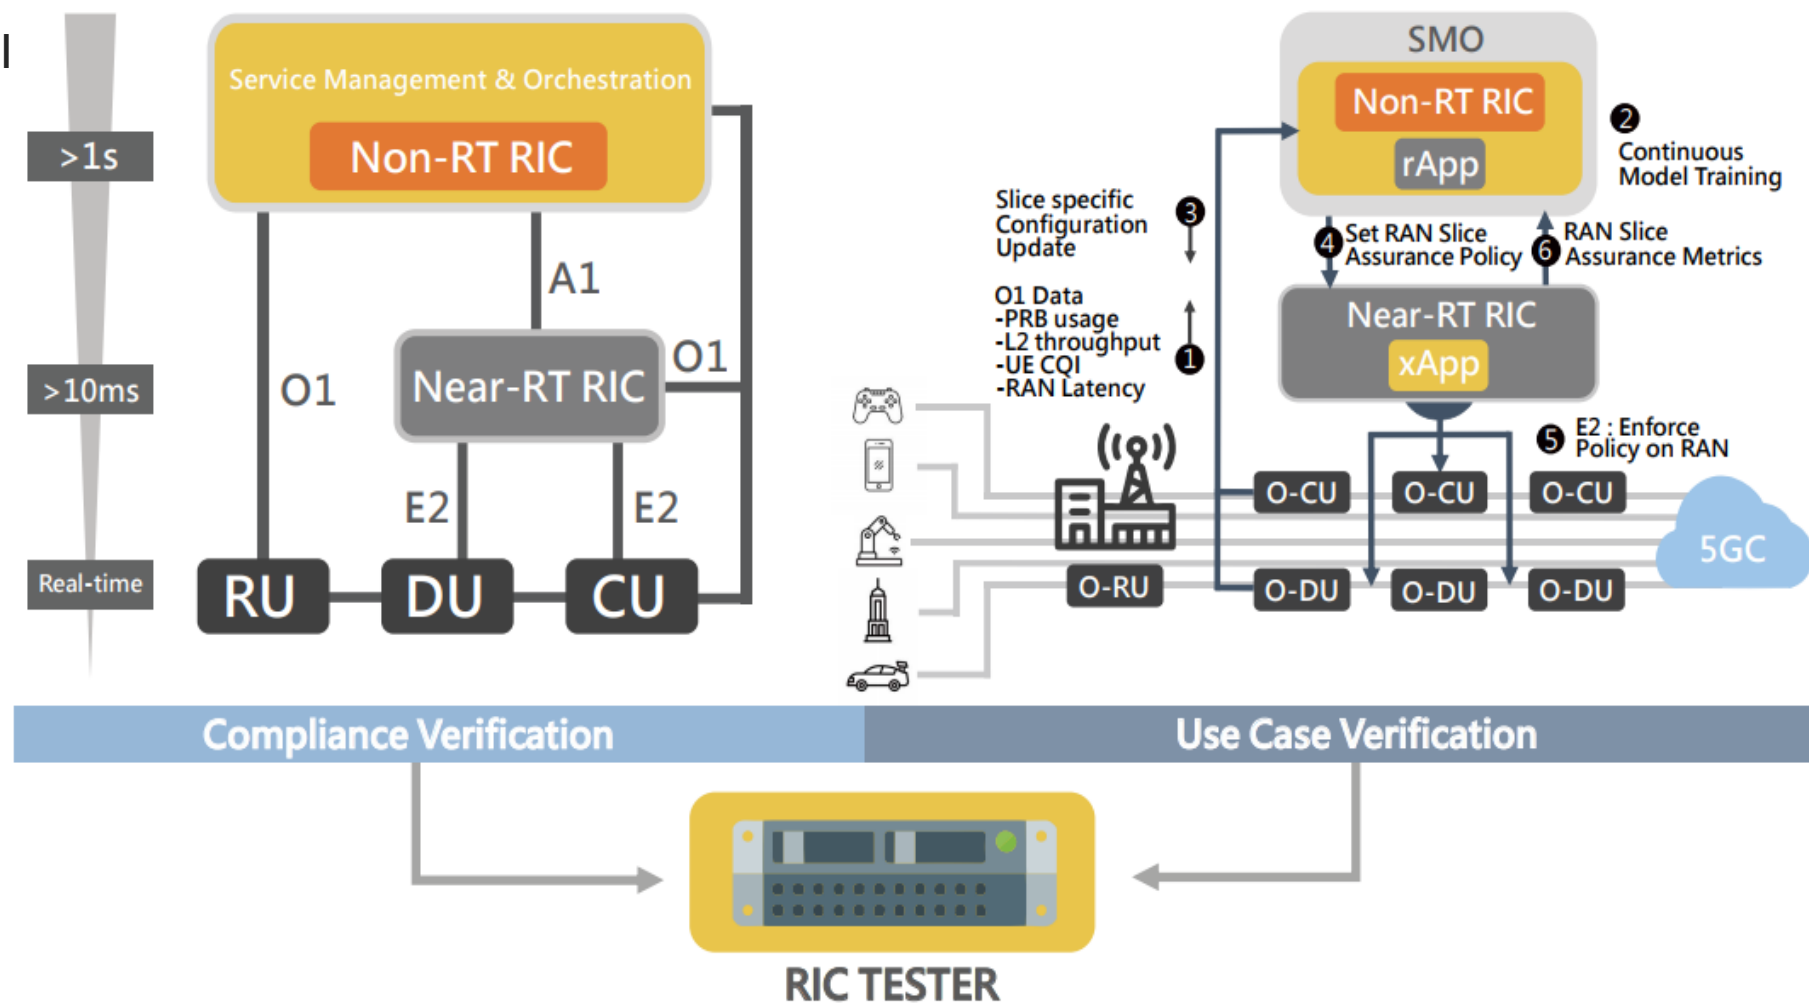 >1s
>10ms
Real-time
Service Management & Orchestration
Non-RT RIC
A1
O1
Near-RT RIC
O1
E2
E2
RU
DU
CU
SMO
Non-RT RIC
rApp
2
Continuous
Model Training
Slice specific
Configuration
Update
3
4
Set RAN Slice
Assurance Policy
6
RAN Slice
Assurance Metrics
O1 Data
-PRB usage
-L2 throughput
-UE CQI
-RAN Latency
1
Near-RT RIC
xApp
5
E2 : Enforce
Policy on RAN
O-CU
O-CU
O-CU
5GC
O-RU
O-DU
O-DU
O-DU
Compliance Verification
Use Case Verification
RIC TESTER